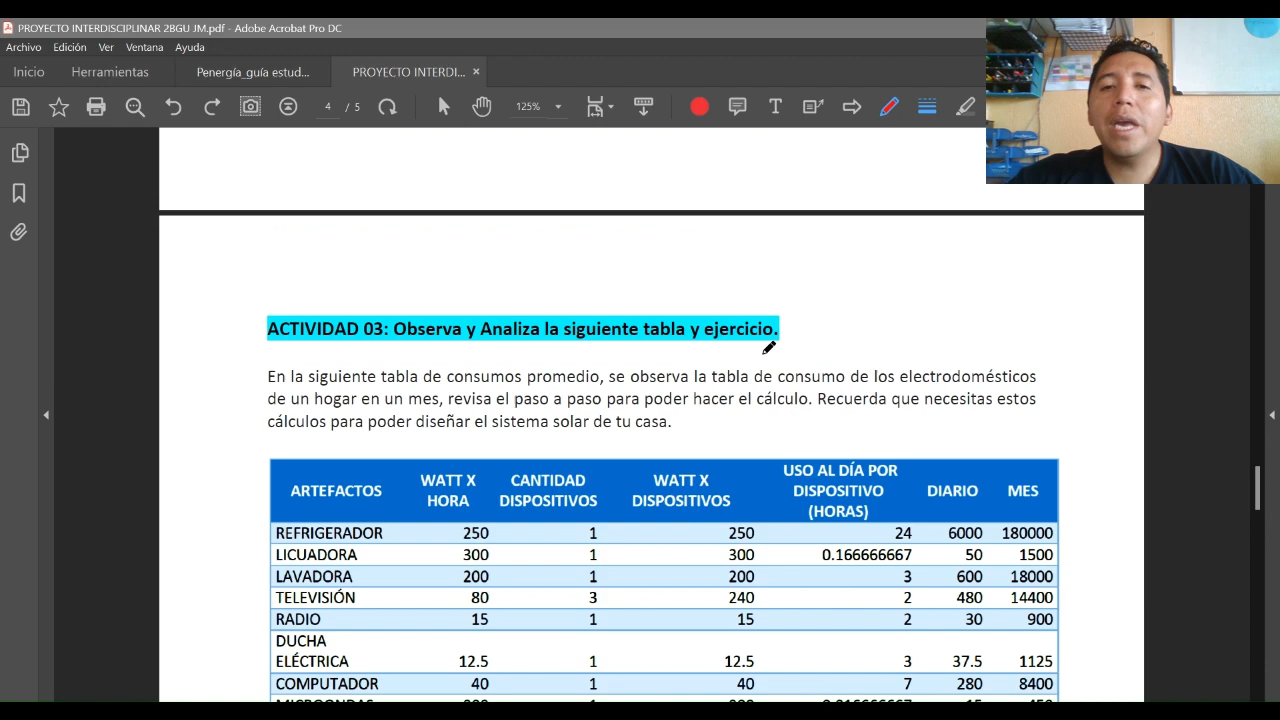 PROYECTO INTERDISCIPLINAR 2BGU JM.pdf - Adobe Acrobat Pro DC
Archivo Edición Ver Ventana Ayuda
Inicio Herramientas Penergía_guía estud... PROYECTO INTERDI... ×
4 / 5 125%
ACTIVIDAD 03: Observa y Analiza la siguiente tabla y ejercicio.
En la siguiente tabla de consumos promedio, se observa la tabla de consumo de los electrodomésticos
de un hogar en un mes, revisa el paso a paso para poder hacer el cálculo. Recuerda que necesitas estos
cálculos para poder diseñar el sistema solar de tu casa.
ARTEFACTOS WATT X HORA CANTIDAD DISPOSITIVOS WATT X DISPOSITIVOS USO AL DÍA POR DISPOSITIVO (HORAS) DIARIO MES
REFRIGERADOR 250 1 250 24 6000 180000
LICUADORA 300 1 300 0.166666667 50 1500
LAVADORA 200 1 200 3 600 18000
TELEVISIÓN 80 3 240 2 480 14400
RADIO 15 1 15 2 30 900
DUCHA
ELÉCTRICA 12.5 1 12.5 3 37.5 1125
COMPUTADOR 40 1 40 7 280 8400